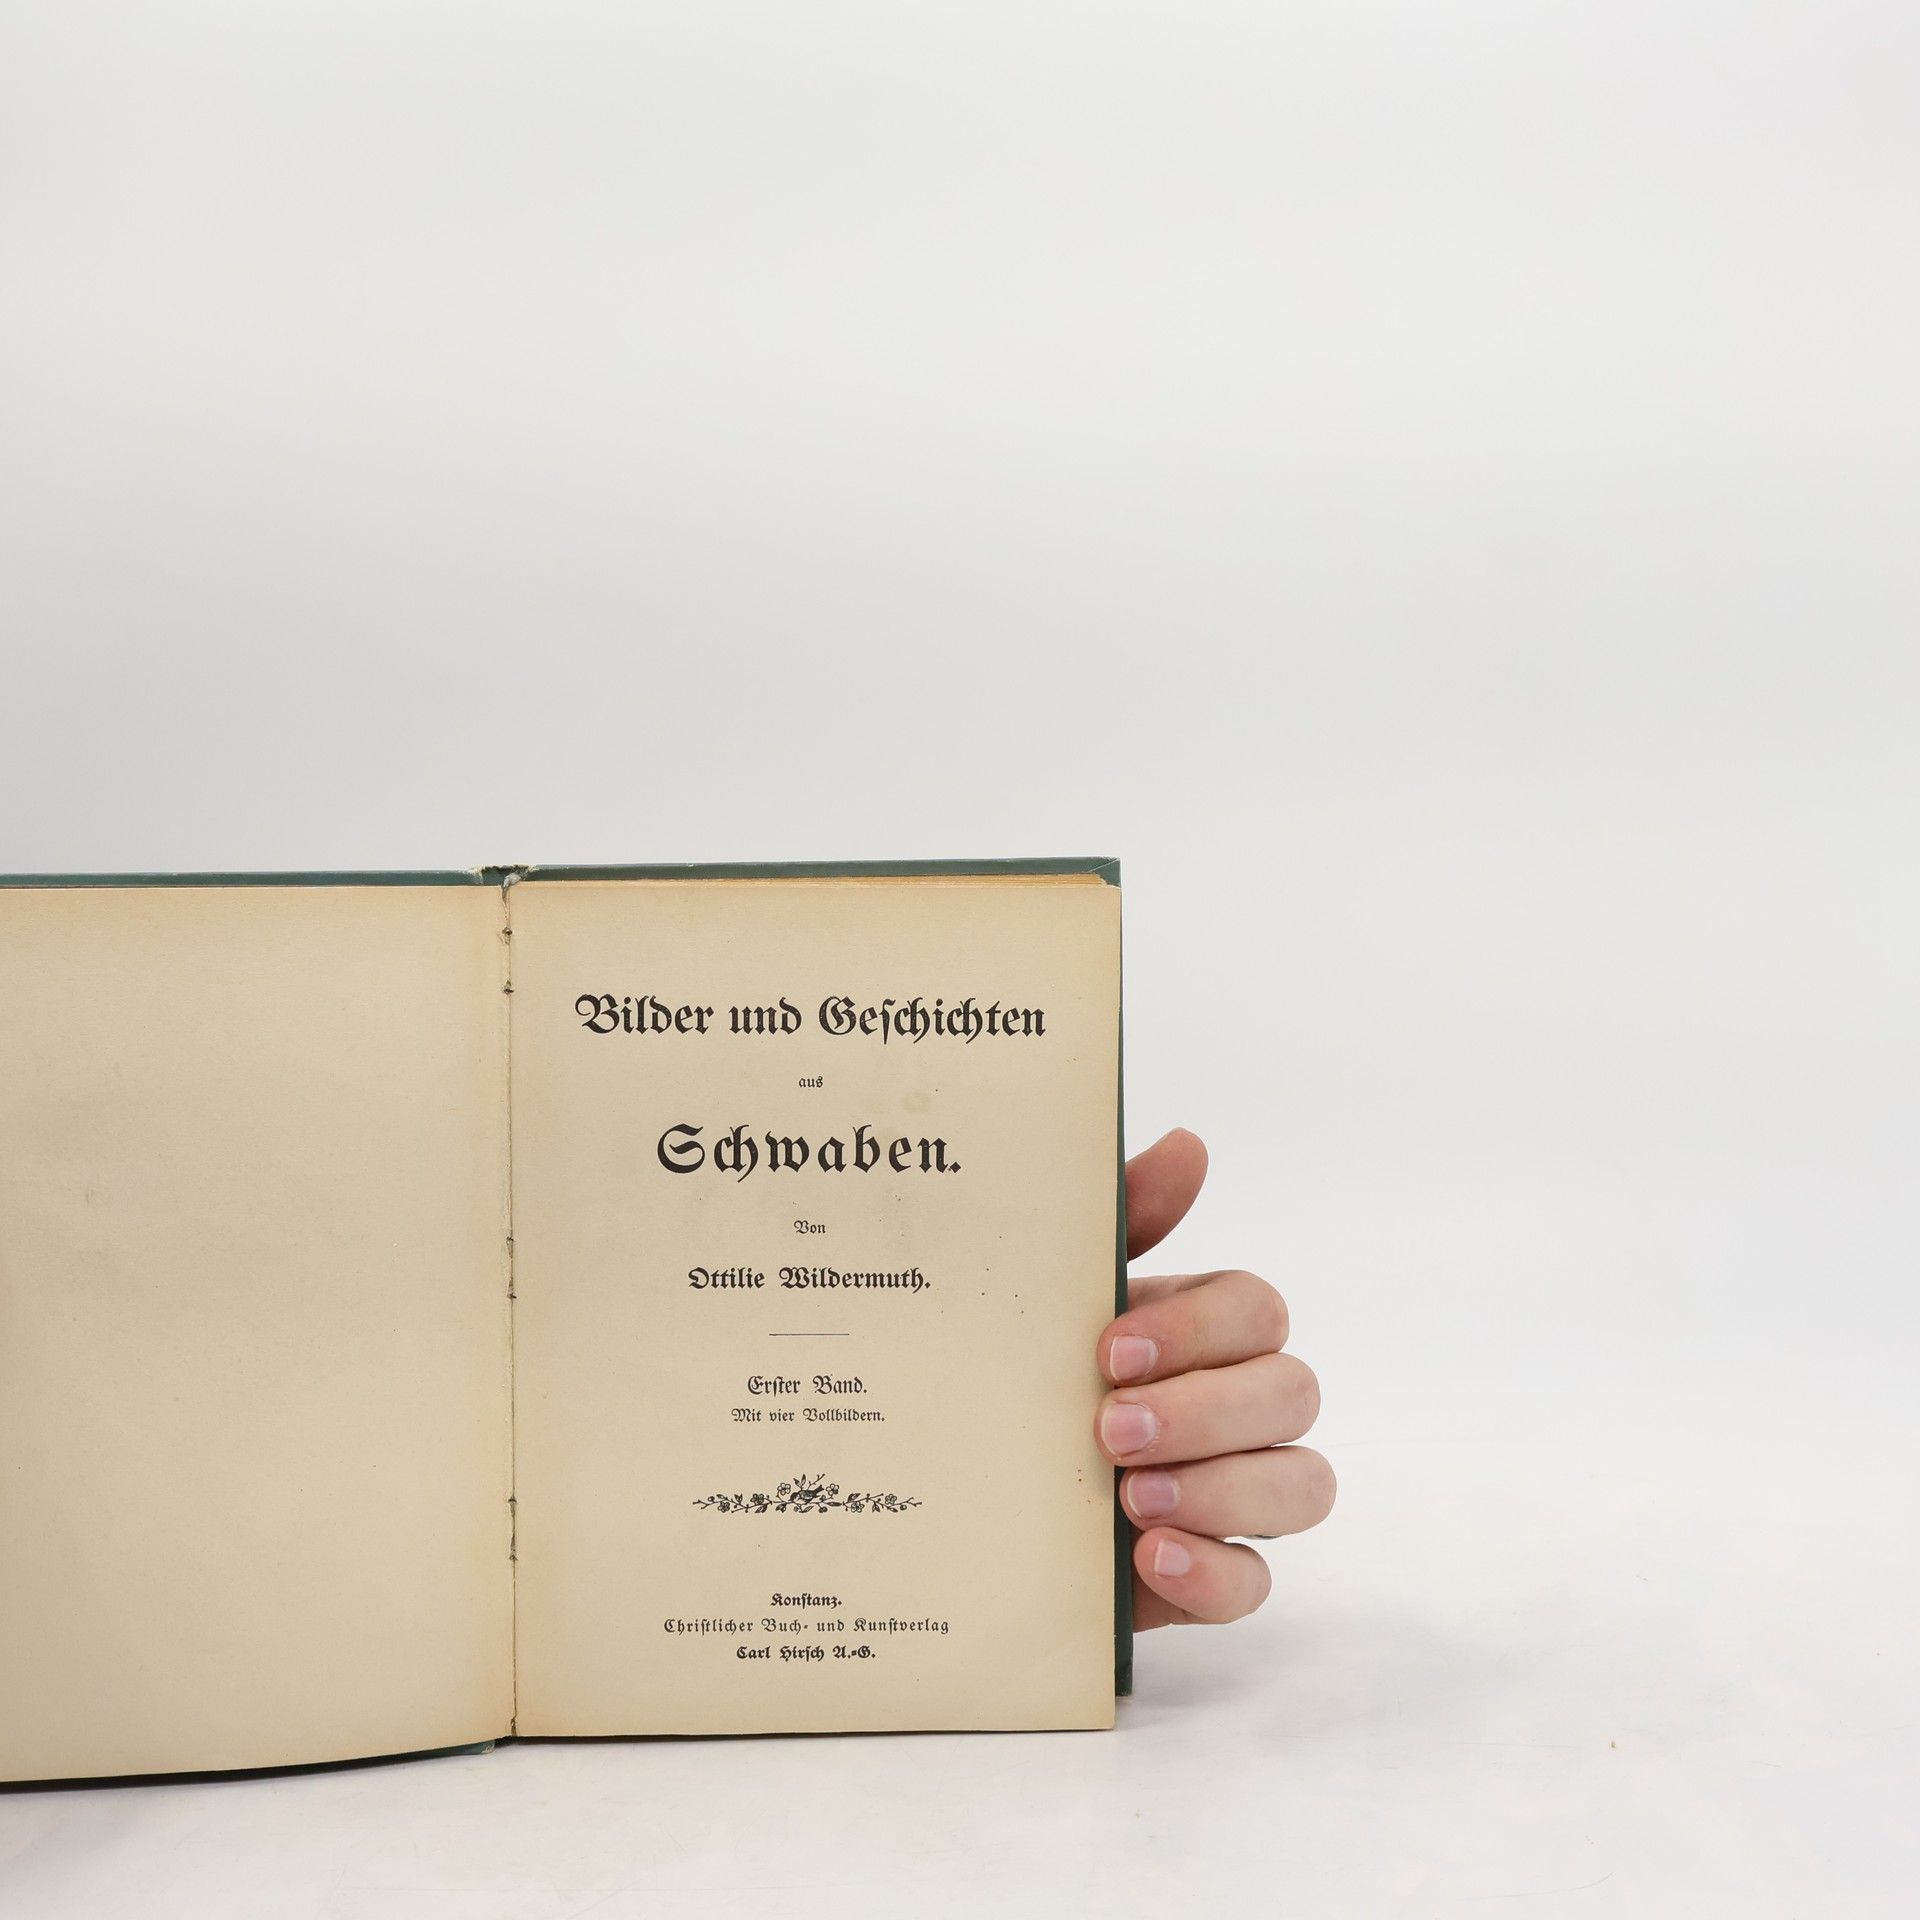 Bilder und Geſchichten
aus
Schwaben.
Von
Ottilie Wildermuth.
Erſter Band.
Mit vier Vollbildern.
Konſtanz.
Chriſtlicher Buch- und Kunſtverlag
Carl Hirſch A.-G.